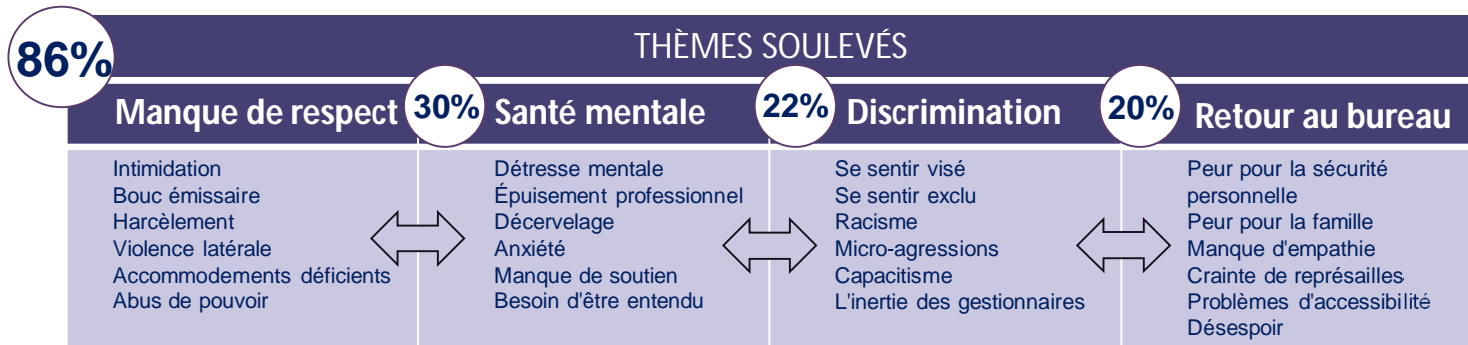 THÈMES SOULEVÉS
86%
Manque de respect
Intimidation
Bouc émissaire
Harcèlement
Violence latérale
Accommodements déficients
Abus de pouvoir
30%
Santé mentale
Détresse mentale
Épuisement professionnel
Décervelage
Anxiété
Manque de soutien
Besoin d'être entendu
22%
Discrimination
Se sentir visé
Se sentir exclu
Racisme
Micro-agressions
Capacitisme
L'inertie des gestionnaires
20%
Retour au bureau
Peur pour la sécurité
personnelle
Peur pour la famille
Manque d'empathie
Crainte de représailles
Problèmes d'accessibilité
Désespoir